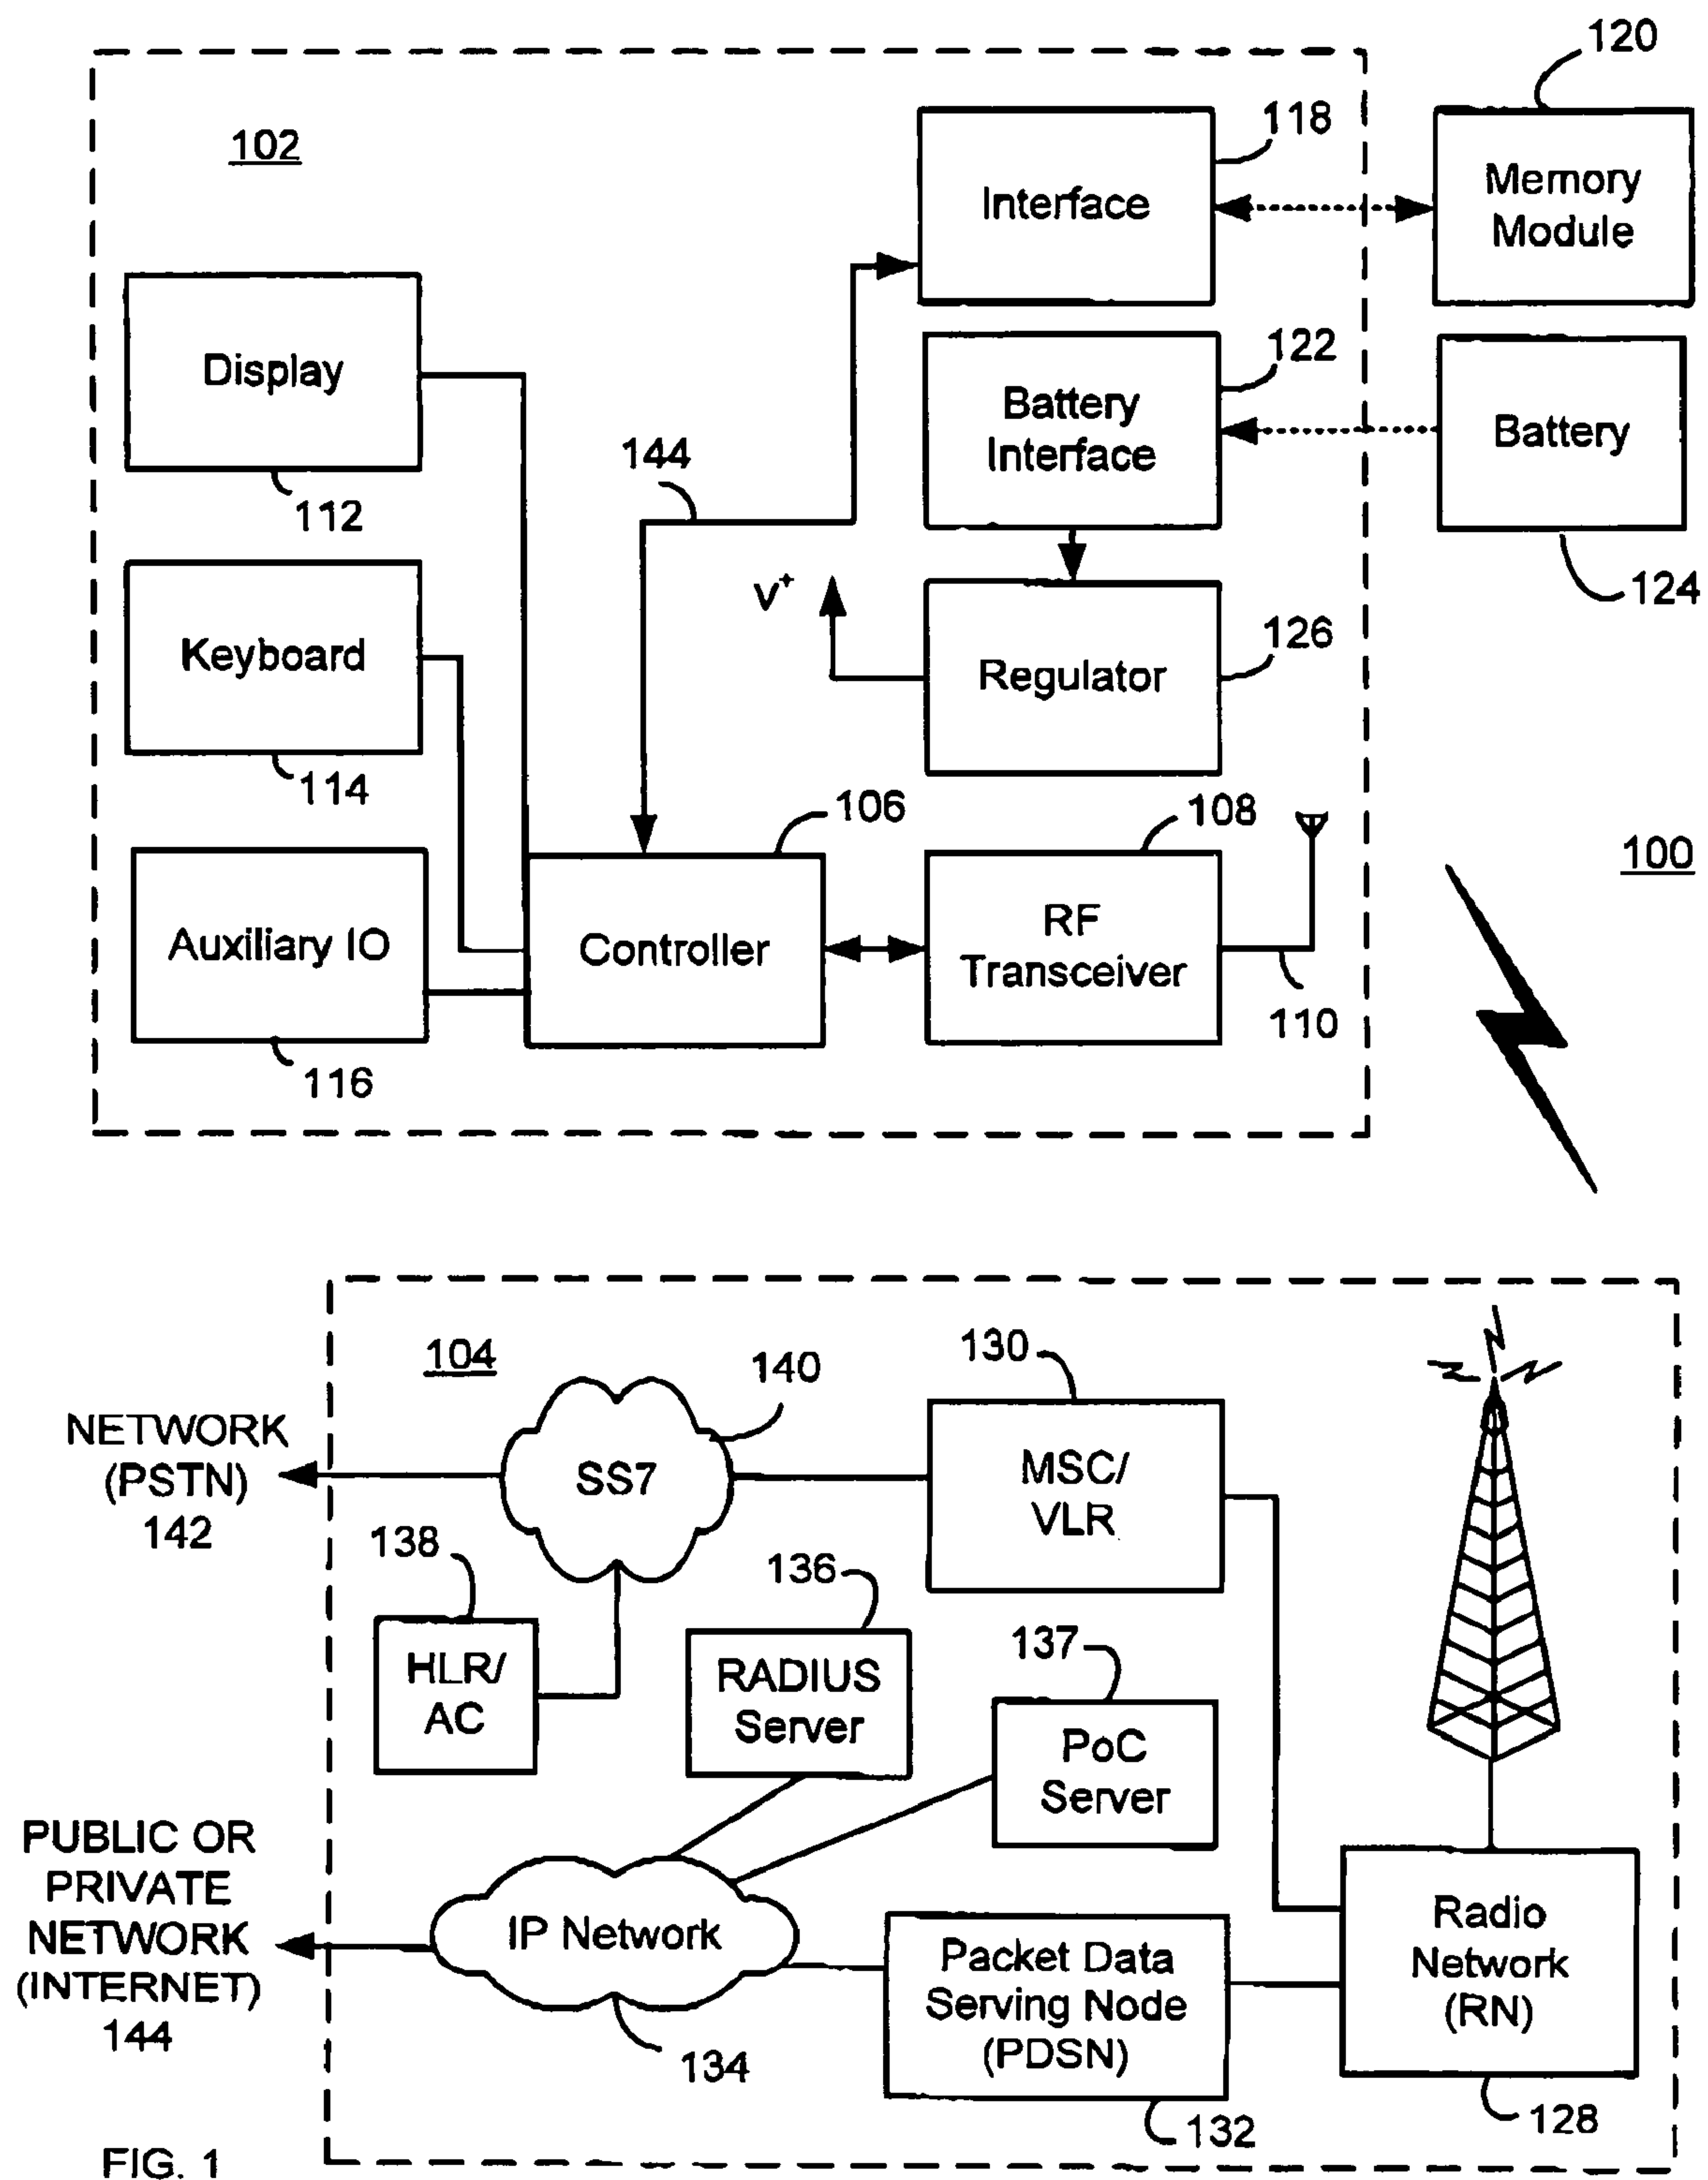 120
118
102
Interface
Memory
Module
122
Display
Battery
Interface
Battery
144
112
124
V+
126
Keyboard
Regulator
114
106
108
100
Auxiliary IO
Controller
RF
Transceiver
110
116
104
140
130
NETWORK
(PSTN)
142
SS7
MSC/
VLR
138
136
137
HLR/
AC
RADIUS
Server
PoC
Server
PUBLIC OR
PRIVATE
NETWORK
(INTERNET)
144
IP Network
Packet Data
Serving Node
(PDSN)
Radio
Network
(RN)
134
132
128
FIG. 1